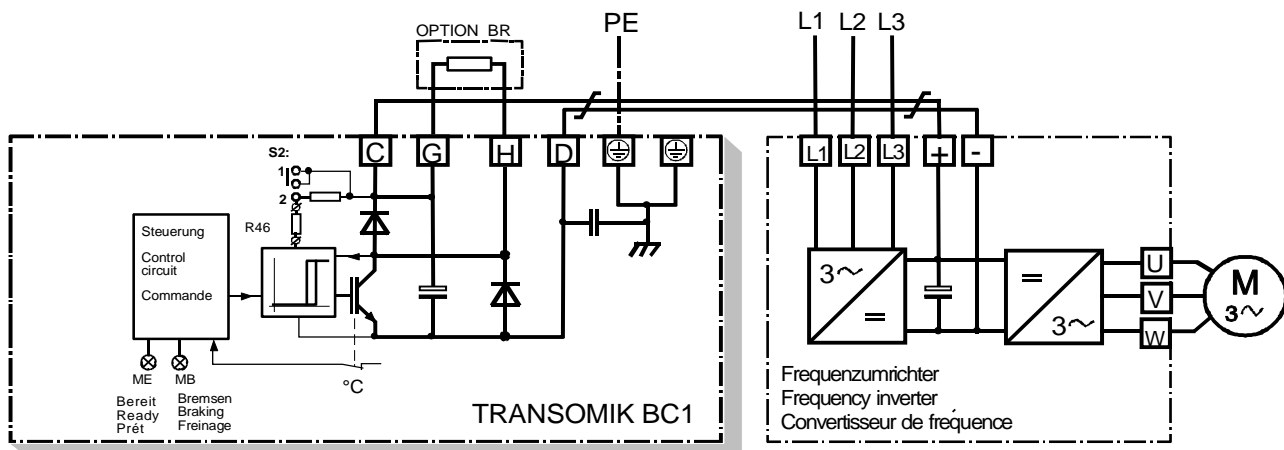 OPTION BR
PE
L1 L2 L3
C G H D
L1 L2 L3 + -
S2:
1
2
R46
Steuerung
Control
circuit
Commande
ME
MB
Bereit
Ready
Prét
Bremsen
Braking
Freinage
°C
TRANSOMIK BC1
3~
=
=
3~
U
V
W
M
3~
Frequenzumrichter
Frequency inverter
Convertisseur de fréquence